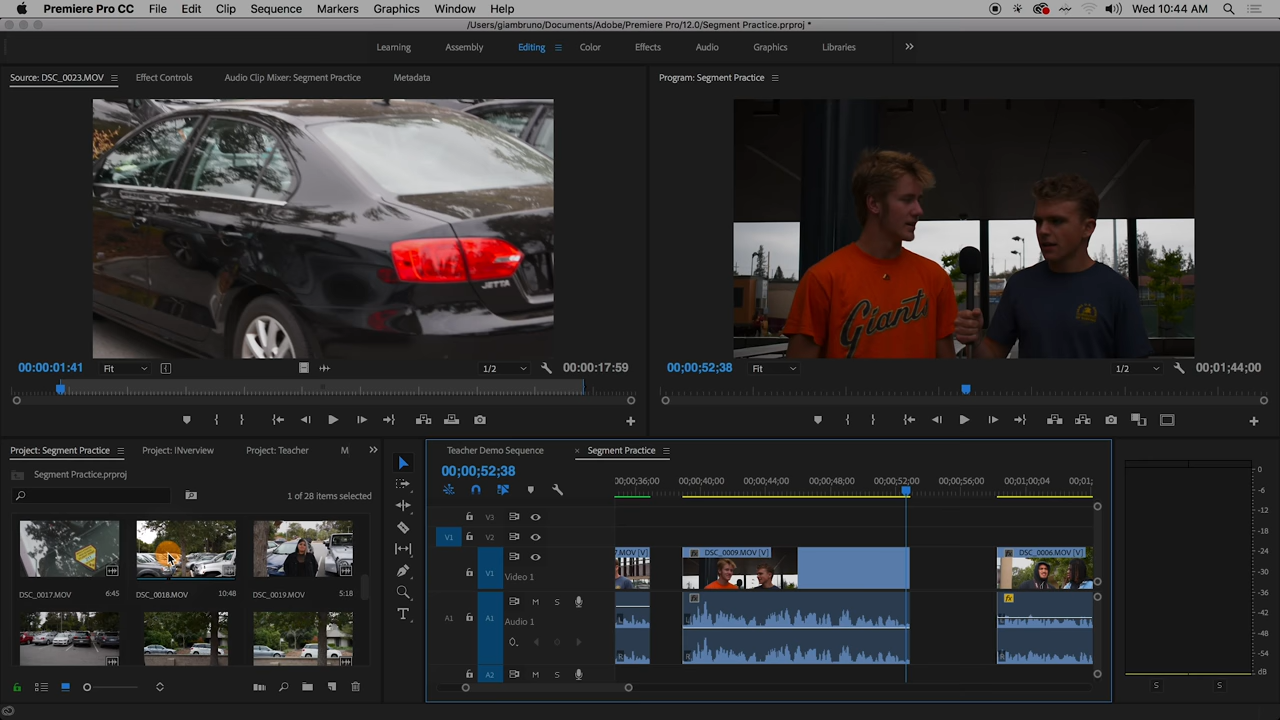 Premiere Pro CC File Edit Clip Sequence Markers Graphics Window Help Wed 10:44 AM
/Users/giambruno/Documents/Adobe/Premiere Pro/12.0/Segment Practice.prproj *
Learning Assembly Editing Color Effects Audio Graphics Libraries
Source: DSC_0023.MOV Effect Controls Audio Clip Mixer: Segment Practice Metadata
Program: Segment Practice
JETTA
Giants
00:00:01:41 Fit 1/2 00:00:17:59
00;00;52;38 Fit 1/2 00;01;44;00
Project: Segment Practice Project: INverview Project: Teacher M
Segment Practice.prproj
1 of 28 items selected
DSC_0017.MOV 6:45 DSC_0018.MOV 10:48 DSC_0019.MOV 5:18
Teacher Demo Sequence Segment Practice
00;00;52;38
00;00;36;00 00;00;40;00 00;00;44;00 00;00;48;00 00;00;52;00 00;00;56;00 00;01;00;04 00;01;
V3
V1 V2
V1 Video 1
.MOV [V] DSC_0009.MOV [V] DSC_0006.MOV [V]
A1 A1 M S Audio 1
A2 M S
0
-6
-12
-18
-24
-30
-36
-42
-48
-54
dB
S S